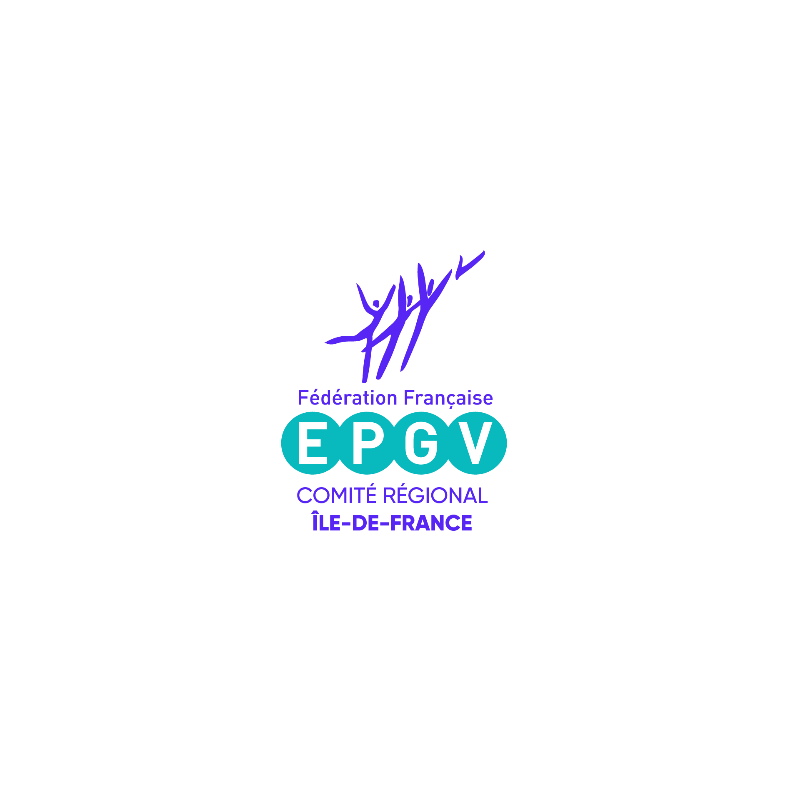 Fédération Française
EPGV
COMITÉ RÉGIONAL
ÎLE-DE-FRANCE